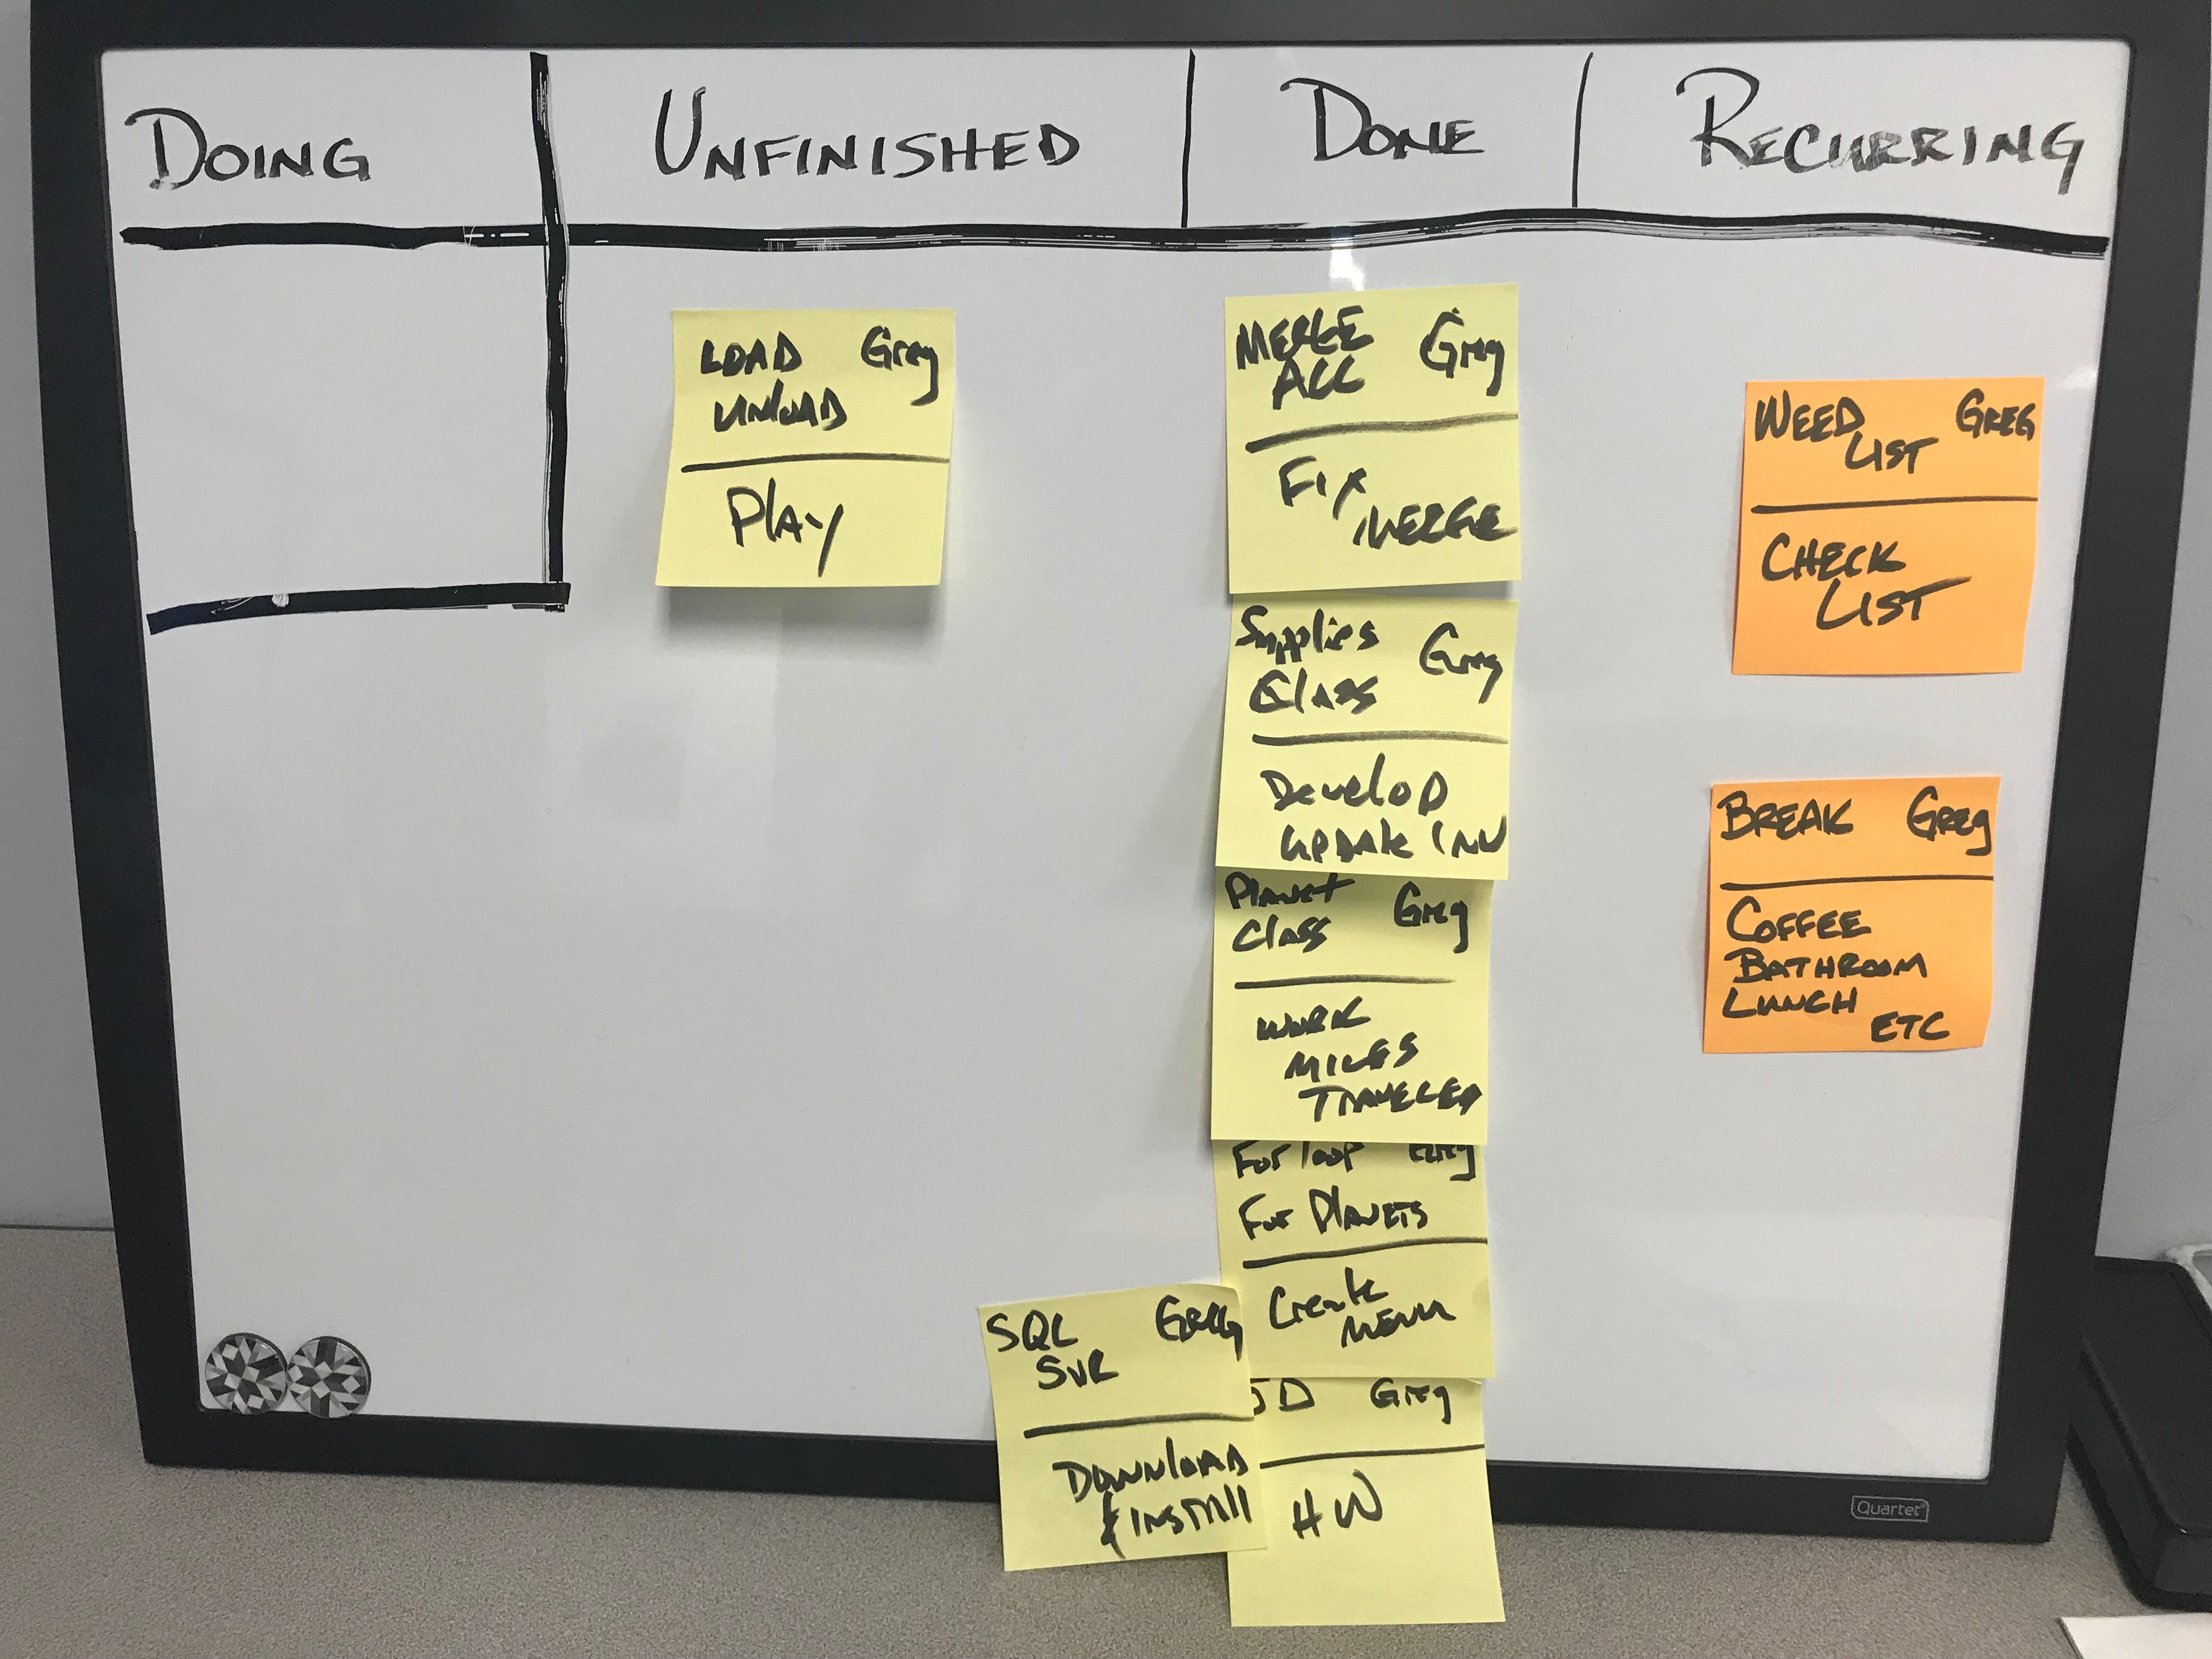 DOING
UNFINISHED
DONE
RECURRING
LOAD Greg
UNLOAD
PLAY
MERGE Greg
ALL
FIX
MERGE
Supplies Greg
Class
Develop
UPDATE INV
Planet Greg
Class
WORK
MILES
TRAVELED
For loop Greg
For PLANETS
Create
MENU
SQL Greg
SVR
DOWNLOAD
& INSTALL
Greg
HW
WEED GREG
LIST
CHECK
LIST
BREAK Greg
COFFEE
BATHROOM
LUNCH
ETC
Quartet